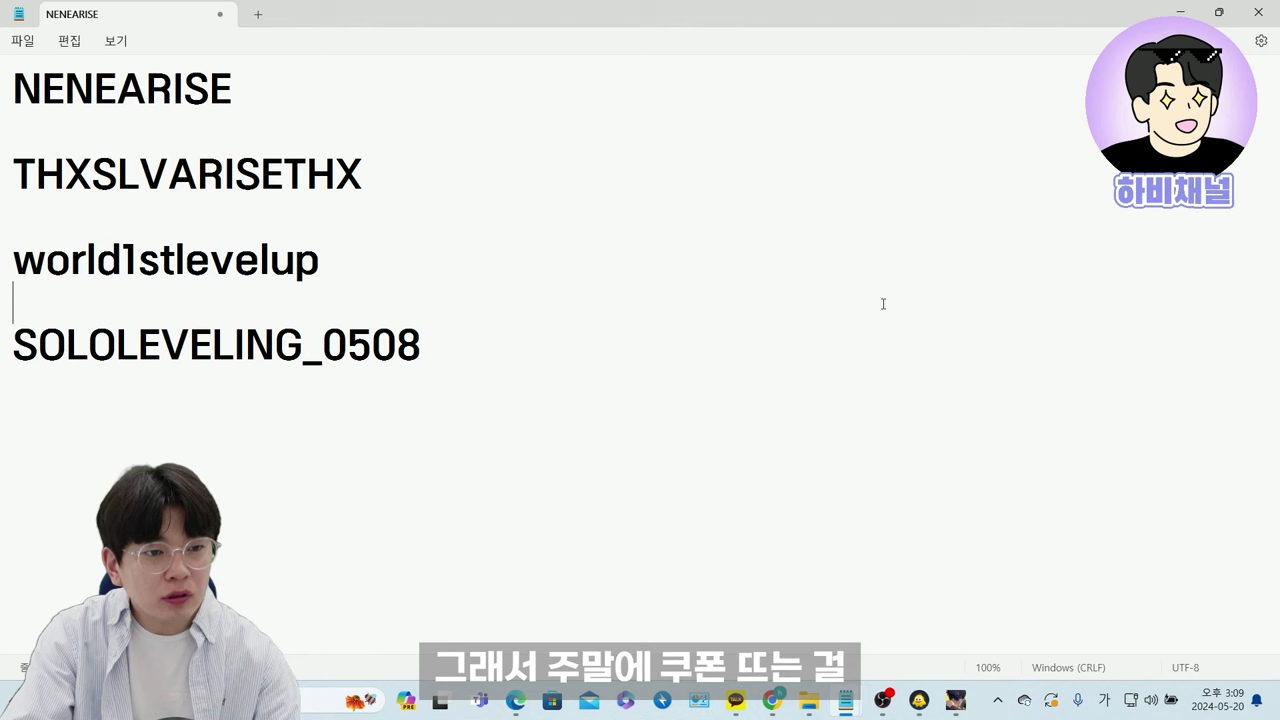 NENEARISE
파일 편집 보기
NENEARISE
THXSLVARISETHX
world1stlevelup
SOLOLEVELING_0508
하비채널
그래서 주말에 쿠폰 뜨는 걸
100% Windows (CRLF) UTF-8
가 오후 3:09
2024-05-20